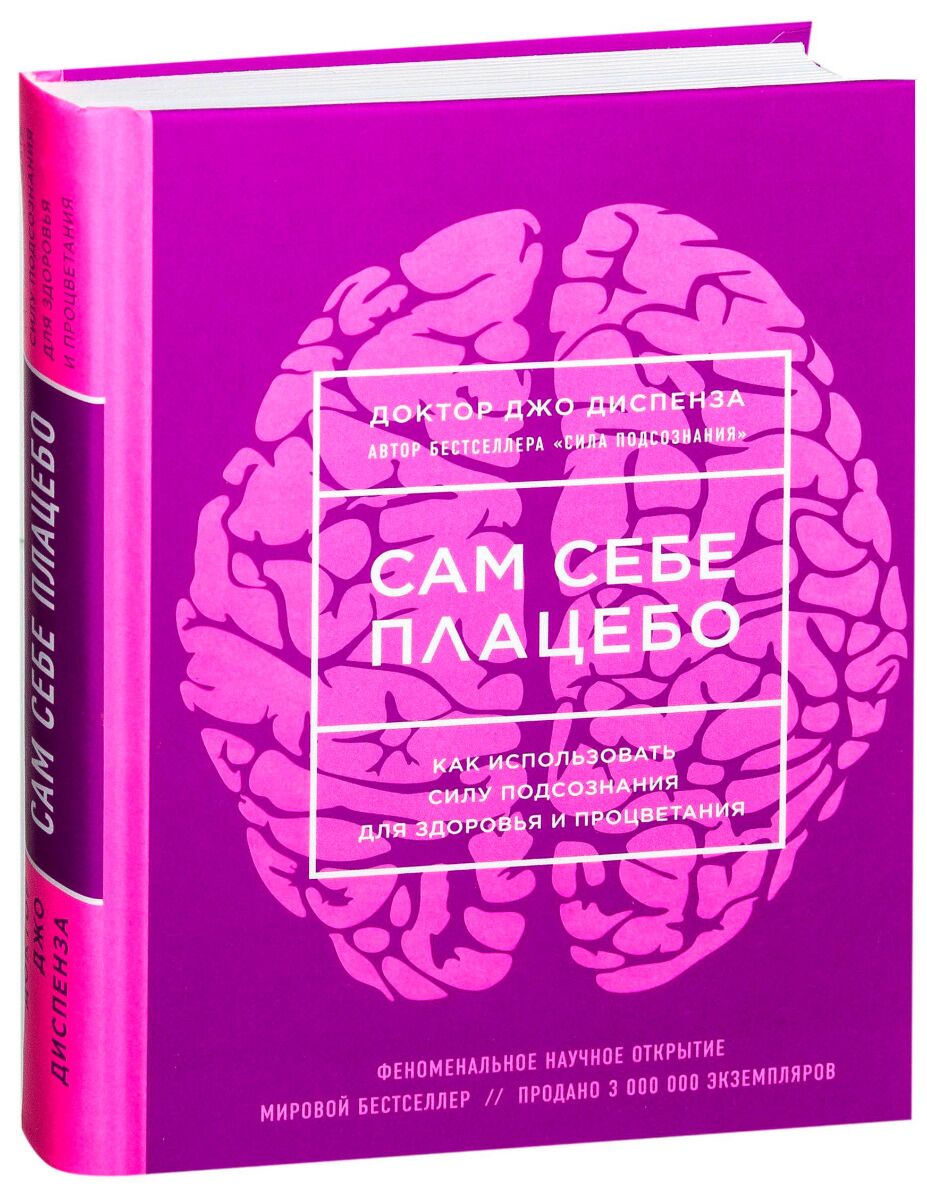 ДОКТОР ДЖО ДИСПЕНЗА
АВТОР БЕСТСЕЛЛЕРА «СИЛА ПОДСОЗНАНИЯ»
САМ СЕБЕ
ПЛАЦЕБО
КАК ИСПОЛЬЗОВАТЬ
СИЛУ ПОДСОЗНАНИЯ
ДЛЯ ЗДОРОВЬЯ И ПРОЦВЕТАНИЯ
ФЕНОМЕНАЛЬНОЕ НАУЧНОЕ ОТКРЫТИЕ
МИРОВОЙ БЕСТСЕЛЛЕР // ПРОДАНО 3 000 000 ЭКЗЕМПЛЯРОВ
СИЛУ ПОДСОЗНАНИЯ
ДЛЯ ЗДОРОВЬЯ
И ПРОЦВЕТАНИЯ
САМ СЕБЕ ПЛАЦЕБО
ДЖО
ДИСПЕНЗА